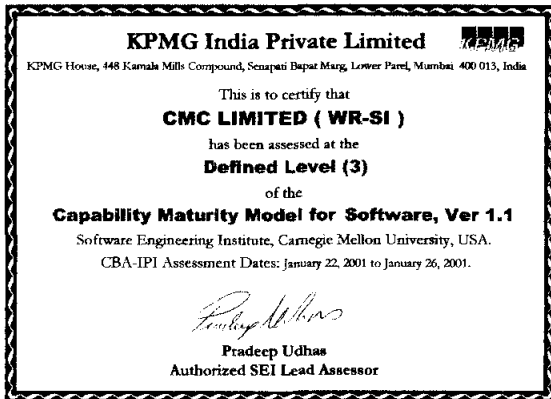 KPMG India Private Limited
KPMG
KPMG House, 448 Kamala Mills Compound, Senapati Bapat Marg, Lower Parel, Mumbai 400 013, India
This is to certify that
CMC LIMITED ( WR-SI )
has been assessed at the
Defined Level (3)
of the
Capability Maturity Model for Software, Ver 1.1
Software Engineering Institute, Carnegie Mellon University, USA.
CBA-IPI Assessment Dates: January 22, 2001 to January 26, 2001.
Pradeep Udhas
Authorized SEI Lead Assessor